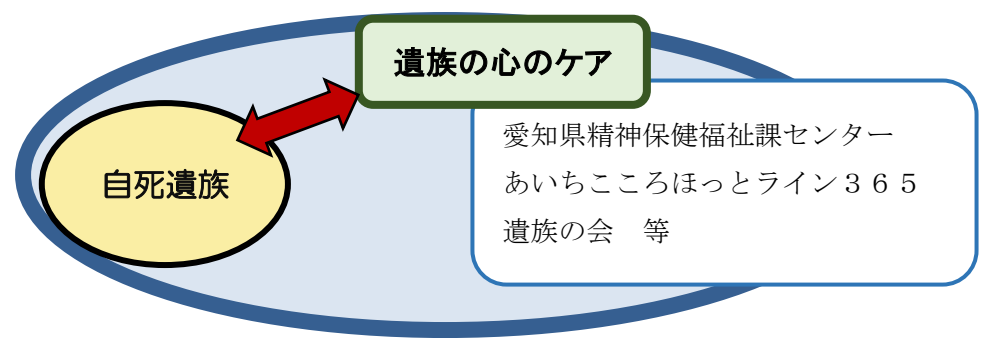 遺族の心のケア
自死遺族
愛知県精神保健福祉課センター
あいちこころほっとライン３６５
遺族の会　等